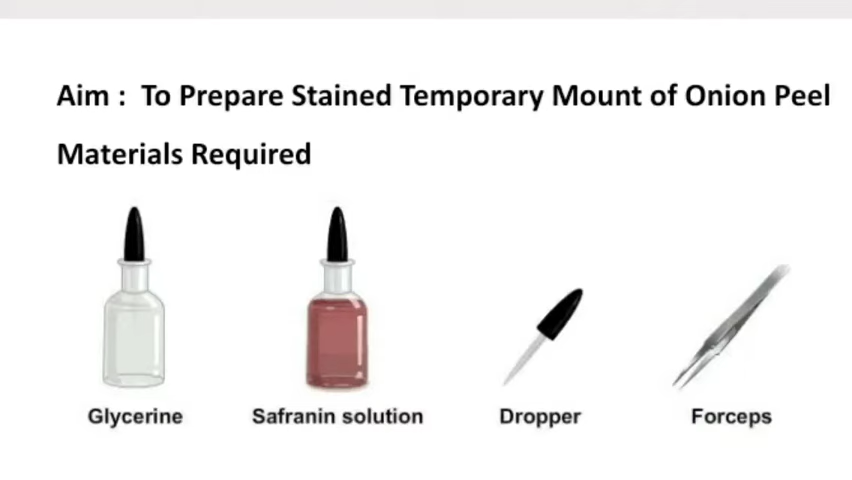 Aim :  To Prepare Stained Temporary Mount of Onion Peel
Materials Required
Glycerine
Safranin solution
Dropper
Forceps